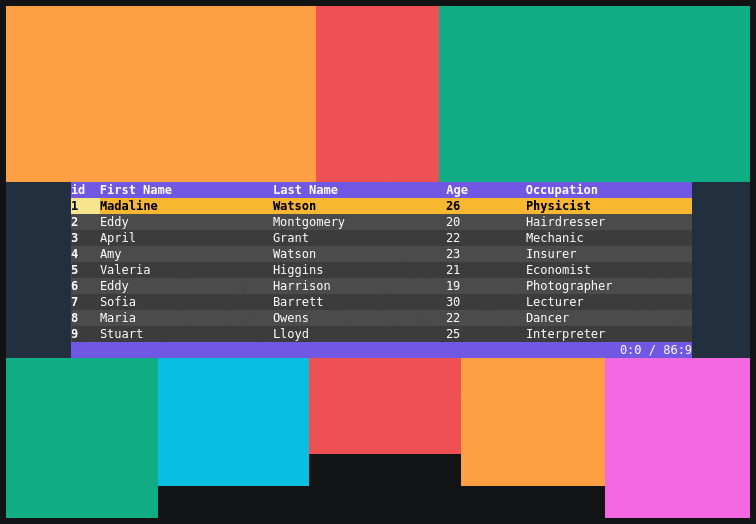 id First Name Last Name Age Occupation
1 Madaline Watson 26 Physicist
2 Eddy Montgomery 20 Hairdresser
3 April Grant 22 Mechanic
4 Amy Watson 23 Insurer
5 Valeria Higgins 21 Economist
6 Eddy Harrison 19 Photographer
7 Sofia Barrett 30 Lecturer
8 Maria Owens 22 Dancer
9 Stuart Lloyd 25 Interpreter
0:0 / 86:9